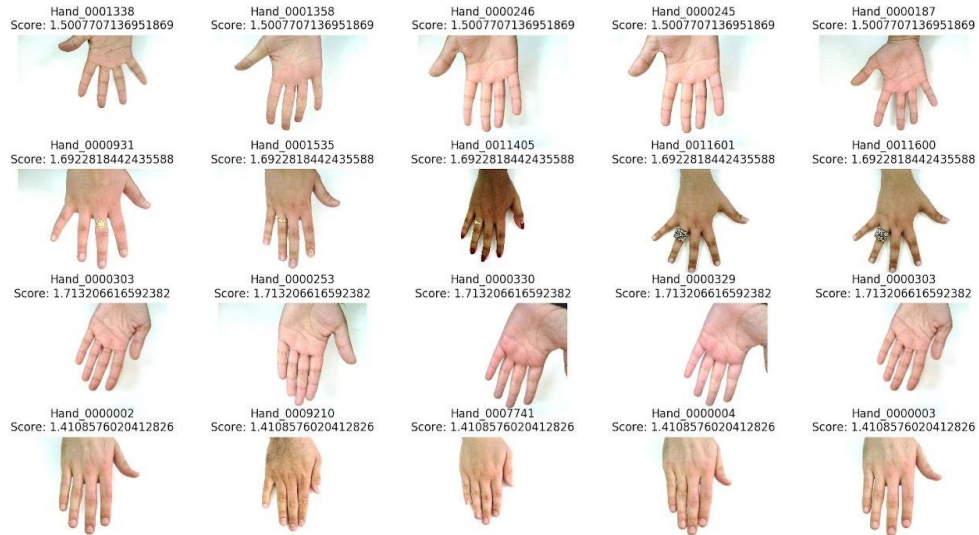 Hand_0001338 Hand_0001358 Hand_0000246 Hand_0000245 Hand_0000187
Score: 1.5007707136951869 Score: 1.5007707136951869 Score: 1.5007707136951869 Score: 1.5007707136951869 Score: 1.5007707136951869
Hand_0000931 Hand_0001535 Hand_0011405 Hand_0011601 Hand_0011600
Score: 1.6922818442435588 Score: 1.6922818442435588 Score: 1.6922818442435588 Score: 1.6922818442435588 Score: 1.6922818442435588
Hand_0000303 Hand_0000253 Hand_0000330 Hand_0000329 Hand_0000303
Score: 1.713206616592382 Score: 1.713206616592382 Score: 1.713206616592382 Score: 1.713206616592382 Score: 1.713206616592382
Hand_0000002 Hand_0009210 Hand_0007741 Hand_0000004 Hand_0000003
Score: 1.4108576020412826 Score: 1.4108576020412826 Score: 1.4108576020412826 Score: 1.4108576020412826 Score: 1.4108576020412826